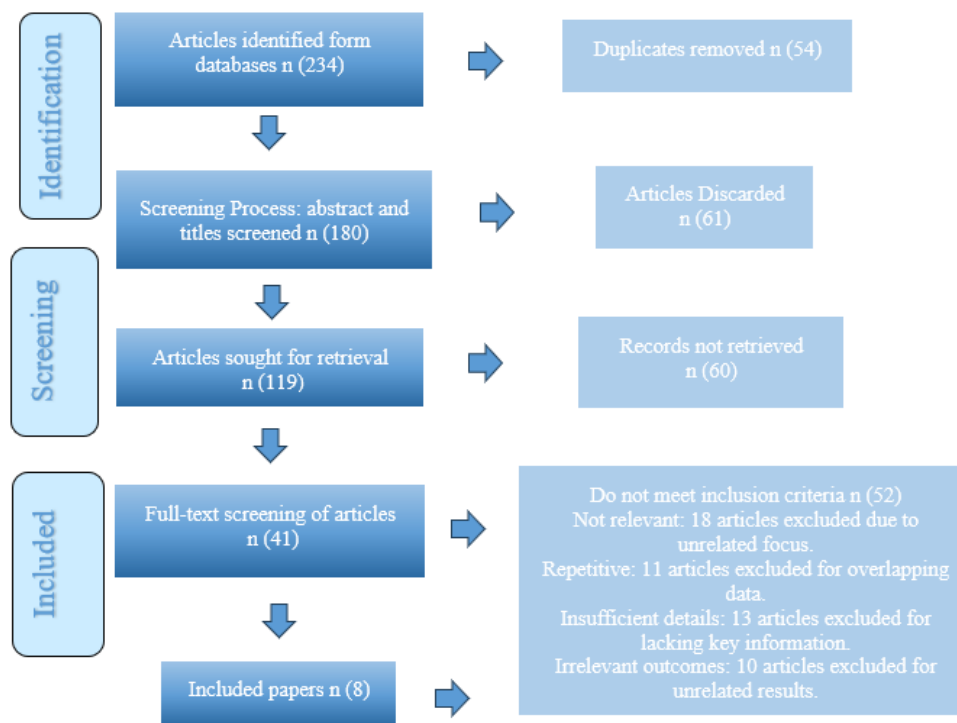 Identification
Articles identified form
databases n (234)
Duplicates removed n (54)
Screening Process: abstract and
titles screened n (180)
Articles Discarded
n (61)
Screening
Articles sought for retrieval
n (119)
Records not retrieved
n (60)
Included
Full-text screening of articles
n (41)
Do not meet inclusion criteria n (52)
Not relevant: 18 articles excluded due to
unrelated focus.
Repetitive: 11 articles excluded for overlapping
data.
Insufficient details: 13 articles excluded for
lacking key information.
Irrelevant outcomes: 10 articles excluded for
unrelated results.
Included papers n (8)